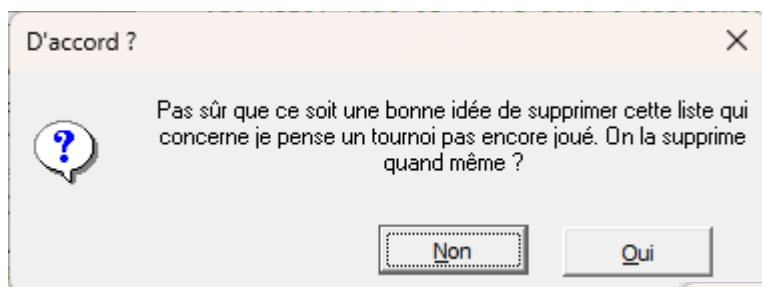 D'accord ?
Pas sûr que ce soit une bonne idée de supprimer cette liste qui
concerne je pense un tournoi pas encore joué. On la supprime
quand même ?
Non
Oui